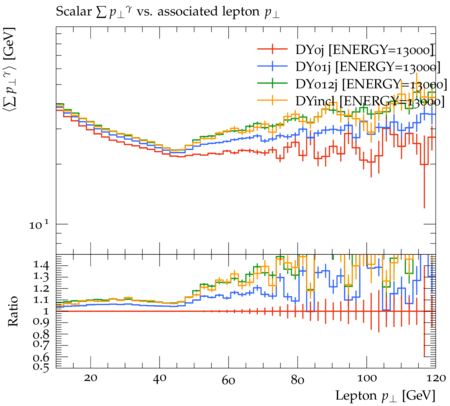 Scalar ∑ p⊥^γ vs. associated lepton p⊥
⟨∑ p⊥^γ⟩ [GeV]
DY0j [ENERGY=13000]
DY01j [ENERGY=13000]
DY012j [ENERGY=13000]
DYincl [ENERGY=13000]
10^1
Ratio
1.4
1.3
1.2
1.1
1
0.9
0.8
0.7
0.6
0.5
20 40 60 80 100 120
Lepton p⊥ [GeV]